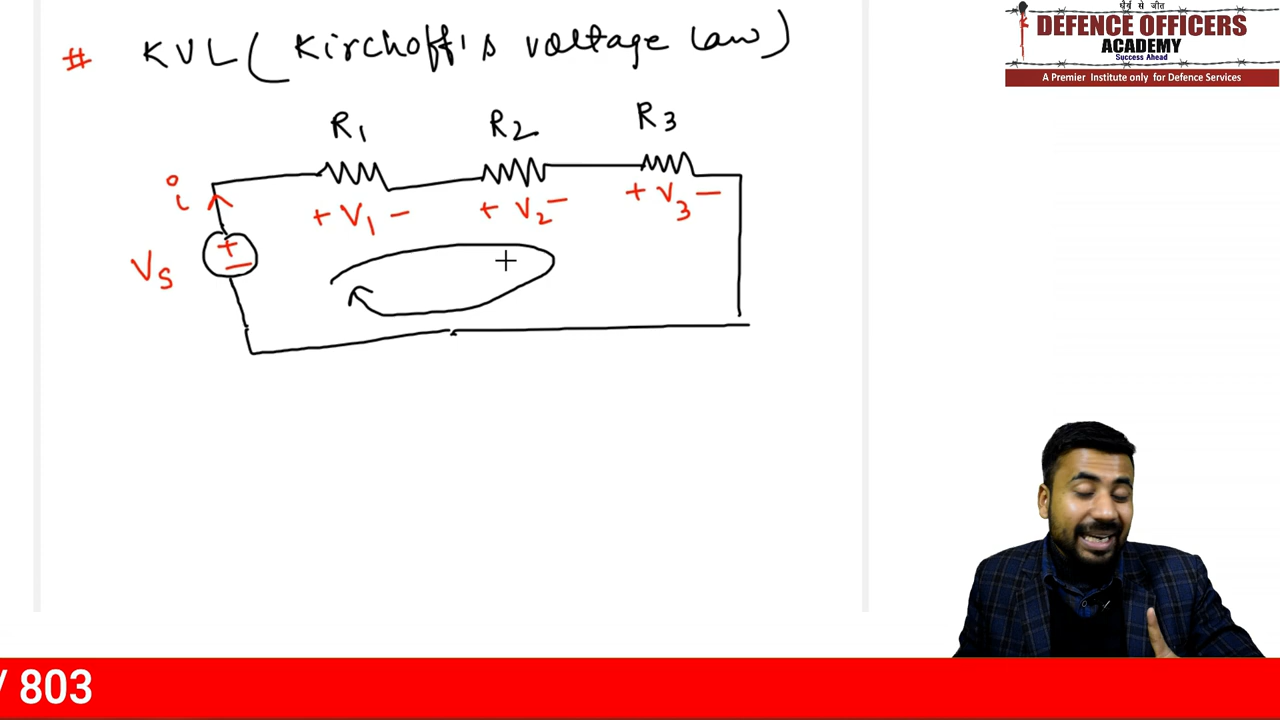 # KVL (Kirchoff's voltage law)
R1 R2 R3
i
+ V1 - + V2 - + V3 -
+
-
VS
धैर्य से जीत
DEFENCE OFFICERS
ACADEMY
Success Ahead
A Premier Institute only for Defence Services
/ 803